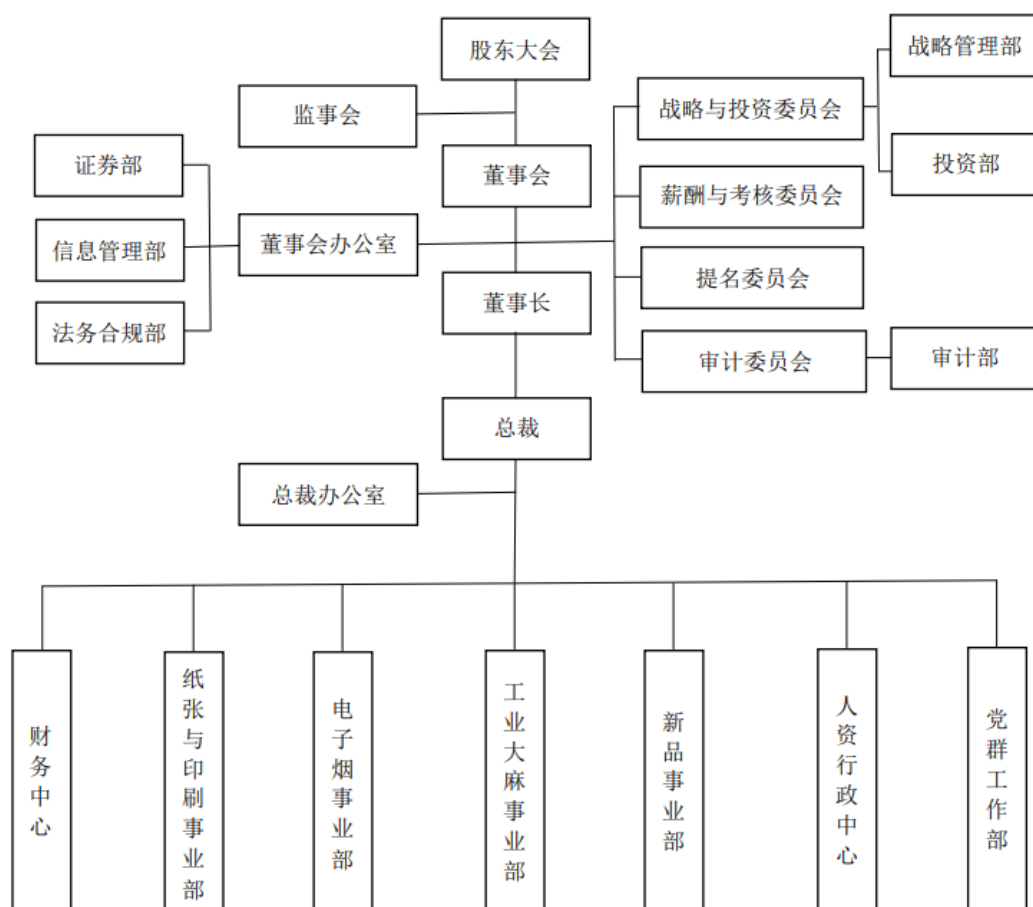 股东大会
战略管理部
监事会
战略与投资委员会
证券部
董事会
投资部
薪酬与考核委员会
信息管理部
董事会办公室
提名委员会
董事长
法务合规部
审计委员会
审计部
总裁
总裁办公室
财务中心
纸张与印刷事业部
电子烟事业部
工业大麻事业部
新品事业部
人资行政中心
党群工作部